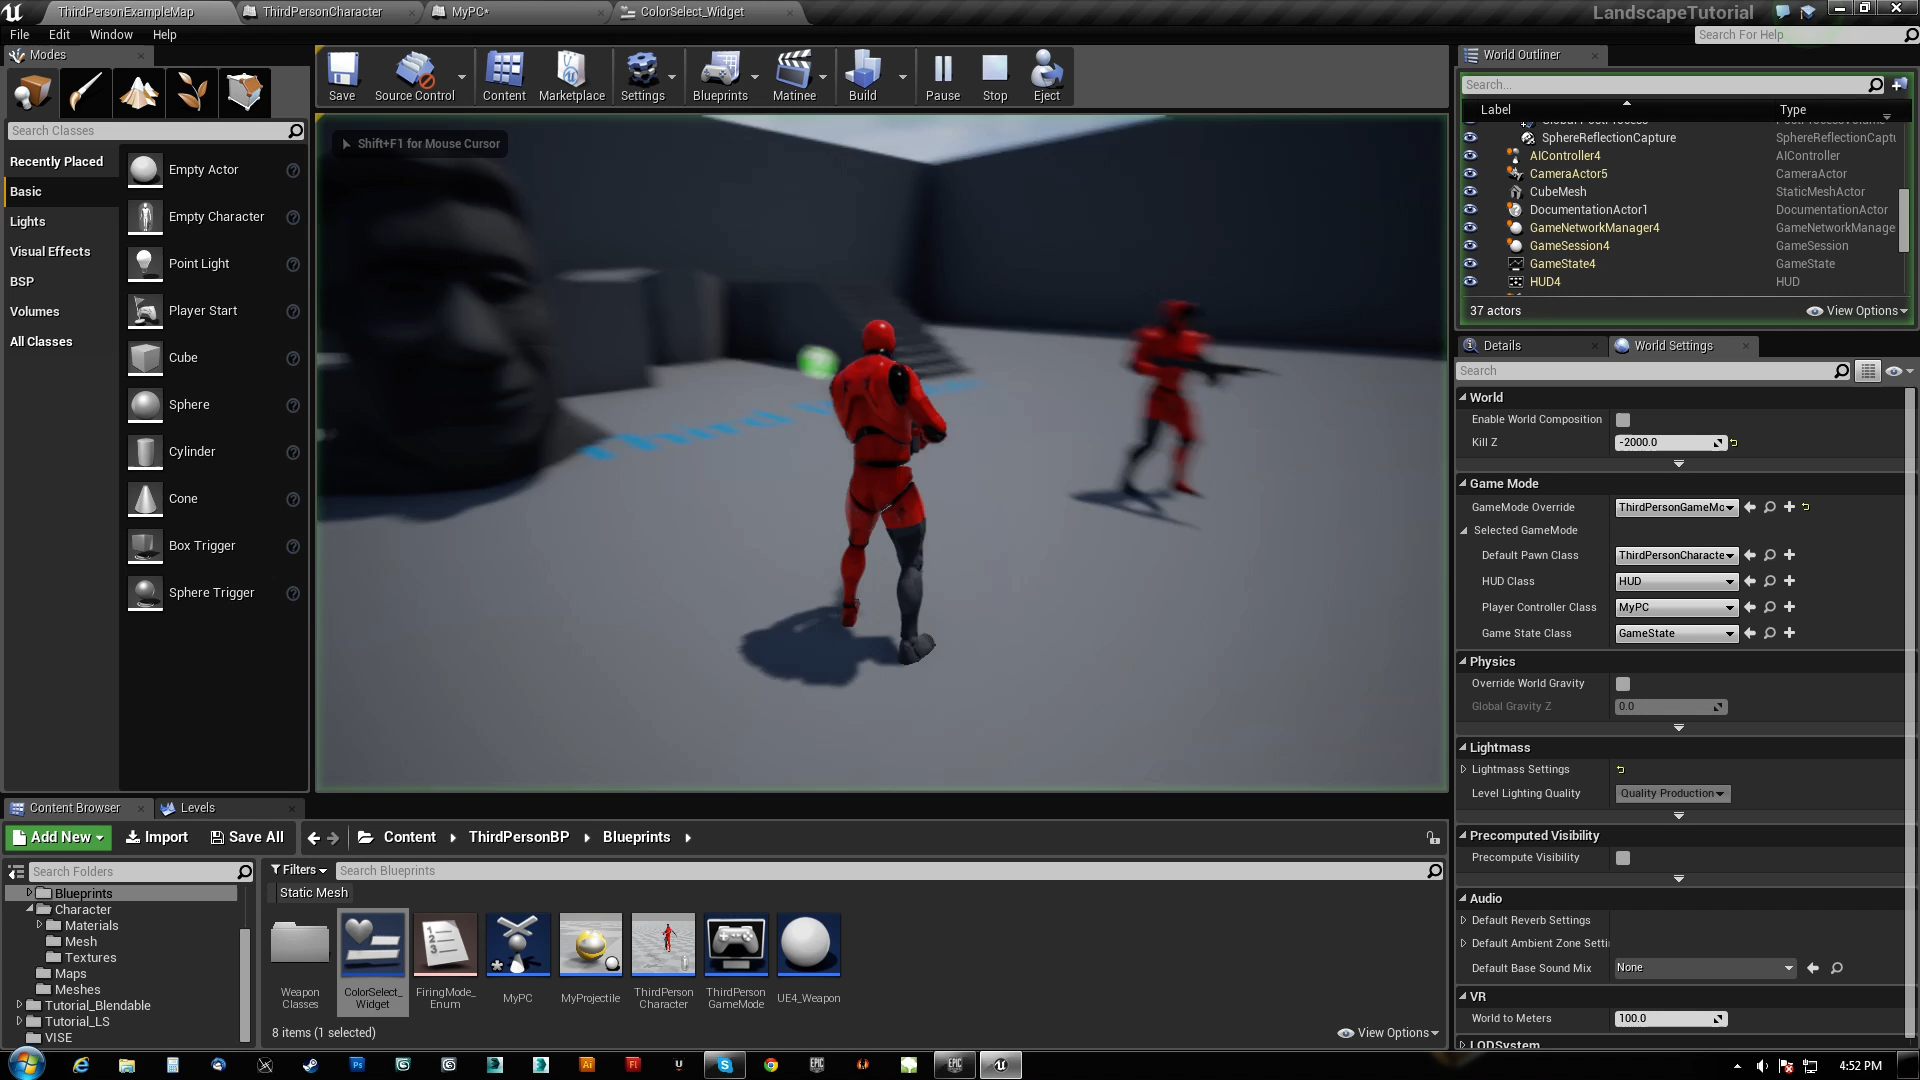 ThirdPersonExampleMap
ThirdPersonCharacter
MyPC*
ColorSelect_Widget
LandscapeTutorial
File Edit Window Help
Search For Help
Modes
Save
Source Control
Content
Marketplace
Settings
Blueprints
Matinee
Build
Pause
Stop
Eject
Search Classes
Recently Placed
Basic
Lights
Visual Effects
BSP
Volumes
All Classes
Empty Actor
Empty Character
Point Light
Player Start
Cube
Sphere
Cylinder
Cone
Box Trigger
Sphere Trigger
Shift+F1 for Mouse Cursor
World Outliner
Search...
Label Type
SphereReflectionCapture SphereReflectionCaptu
AIController4 AIController
CameraActor5 CameraActor
CubeMesh StaticMeshActor
DocumentationActor1 DocumentationActor
GameNetworkManager4 GameNetworkManage
GameSession4 GameSession
GameState4 GameState
HUD4 HUD
37 actors View Options
Details World Settings
Search
World
Enable World Composition
Kill Z -2000.0
Game Mode
GameMode Override ThirdPersonGameMo
Selected GameMode
Default Pawn Class ThirdPersonCharacte
HUD Class HUD
Player Controller Class MyPC
Game State Class GameState
Physics
Override World Gravity
Global Gravity Z 0.0
Lightmass
Lightmass Settings
Level Lighting Quality Quality Production
Precomputed Visibility
Precompute Visibility
Audio
Default Reverb Settings
Default Ambient Zone Setti
Default Base Sound Mix None
VR
World to Meters 100.0
LODSystem
Content Browser Levels
Add New Import Save All Content ThirdPersonBP Blueprints
Search Folders
Filters Search Blueprints
Static Mesh
Blueprints
Character
Materials
Mesh
Textures
Maps
Meshes
Tutorial_Blendable
Tutorial_LS
VISE
Weapon Classes
ColorSelect_ Widget
FiringMode_ Enum
MyPC
MyProjectile
ThirdPerson Character
ThirdPerson GameMode
UE4_Weapon
8 items (1 selected) View Options
4:52 PM